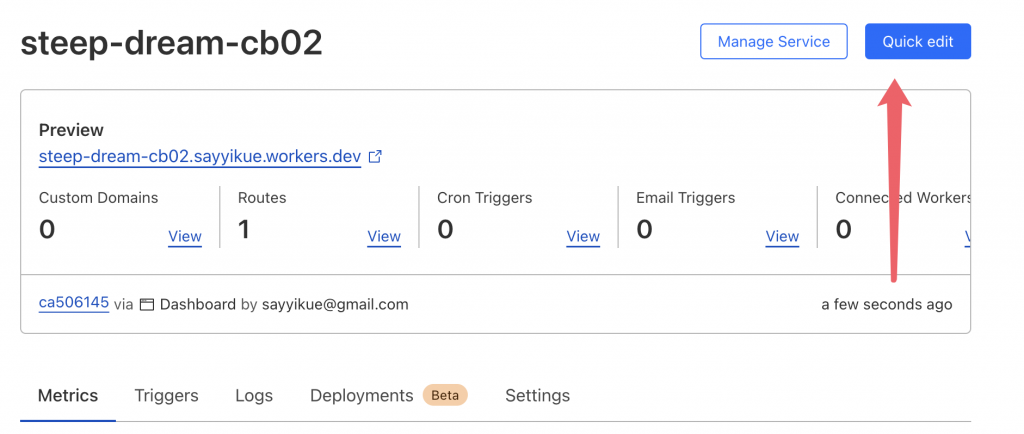 steep-dream-cb02
Manage Service
Quick edit
Preview
steep-dream-cb02.sayyikue.workers.dev
Custom Domains
0
View
Routes
1
View
Cron Triggers
0
View
Email Triggers
0
View
Connected Workers
0
ca506145 via Dashboard by sayyikue@gmail.com
a few seconds ago
Metrics Triggers Logs Deployments Beta Settings